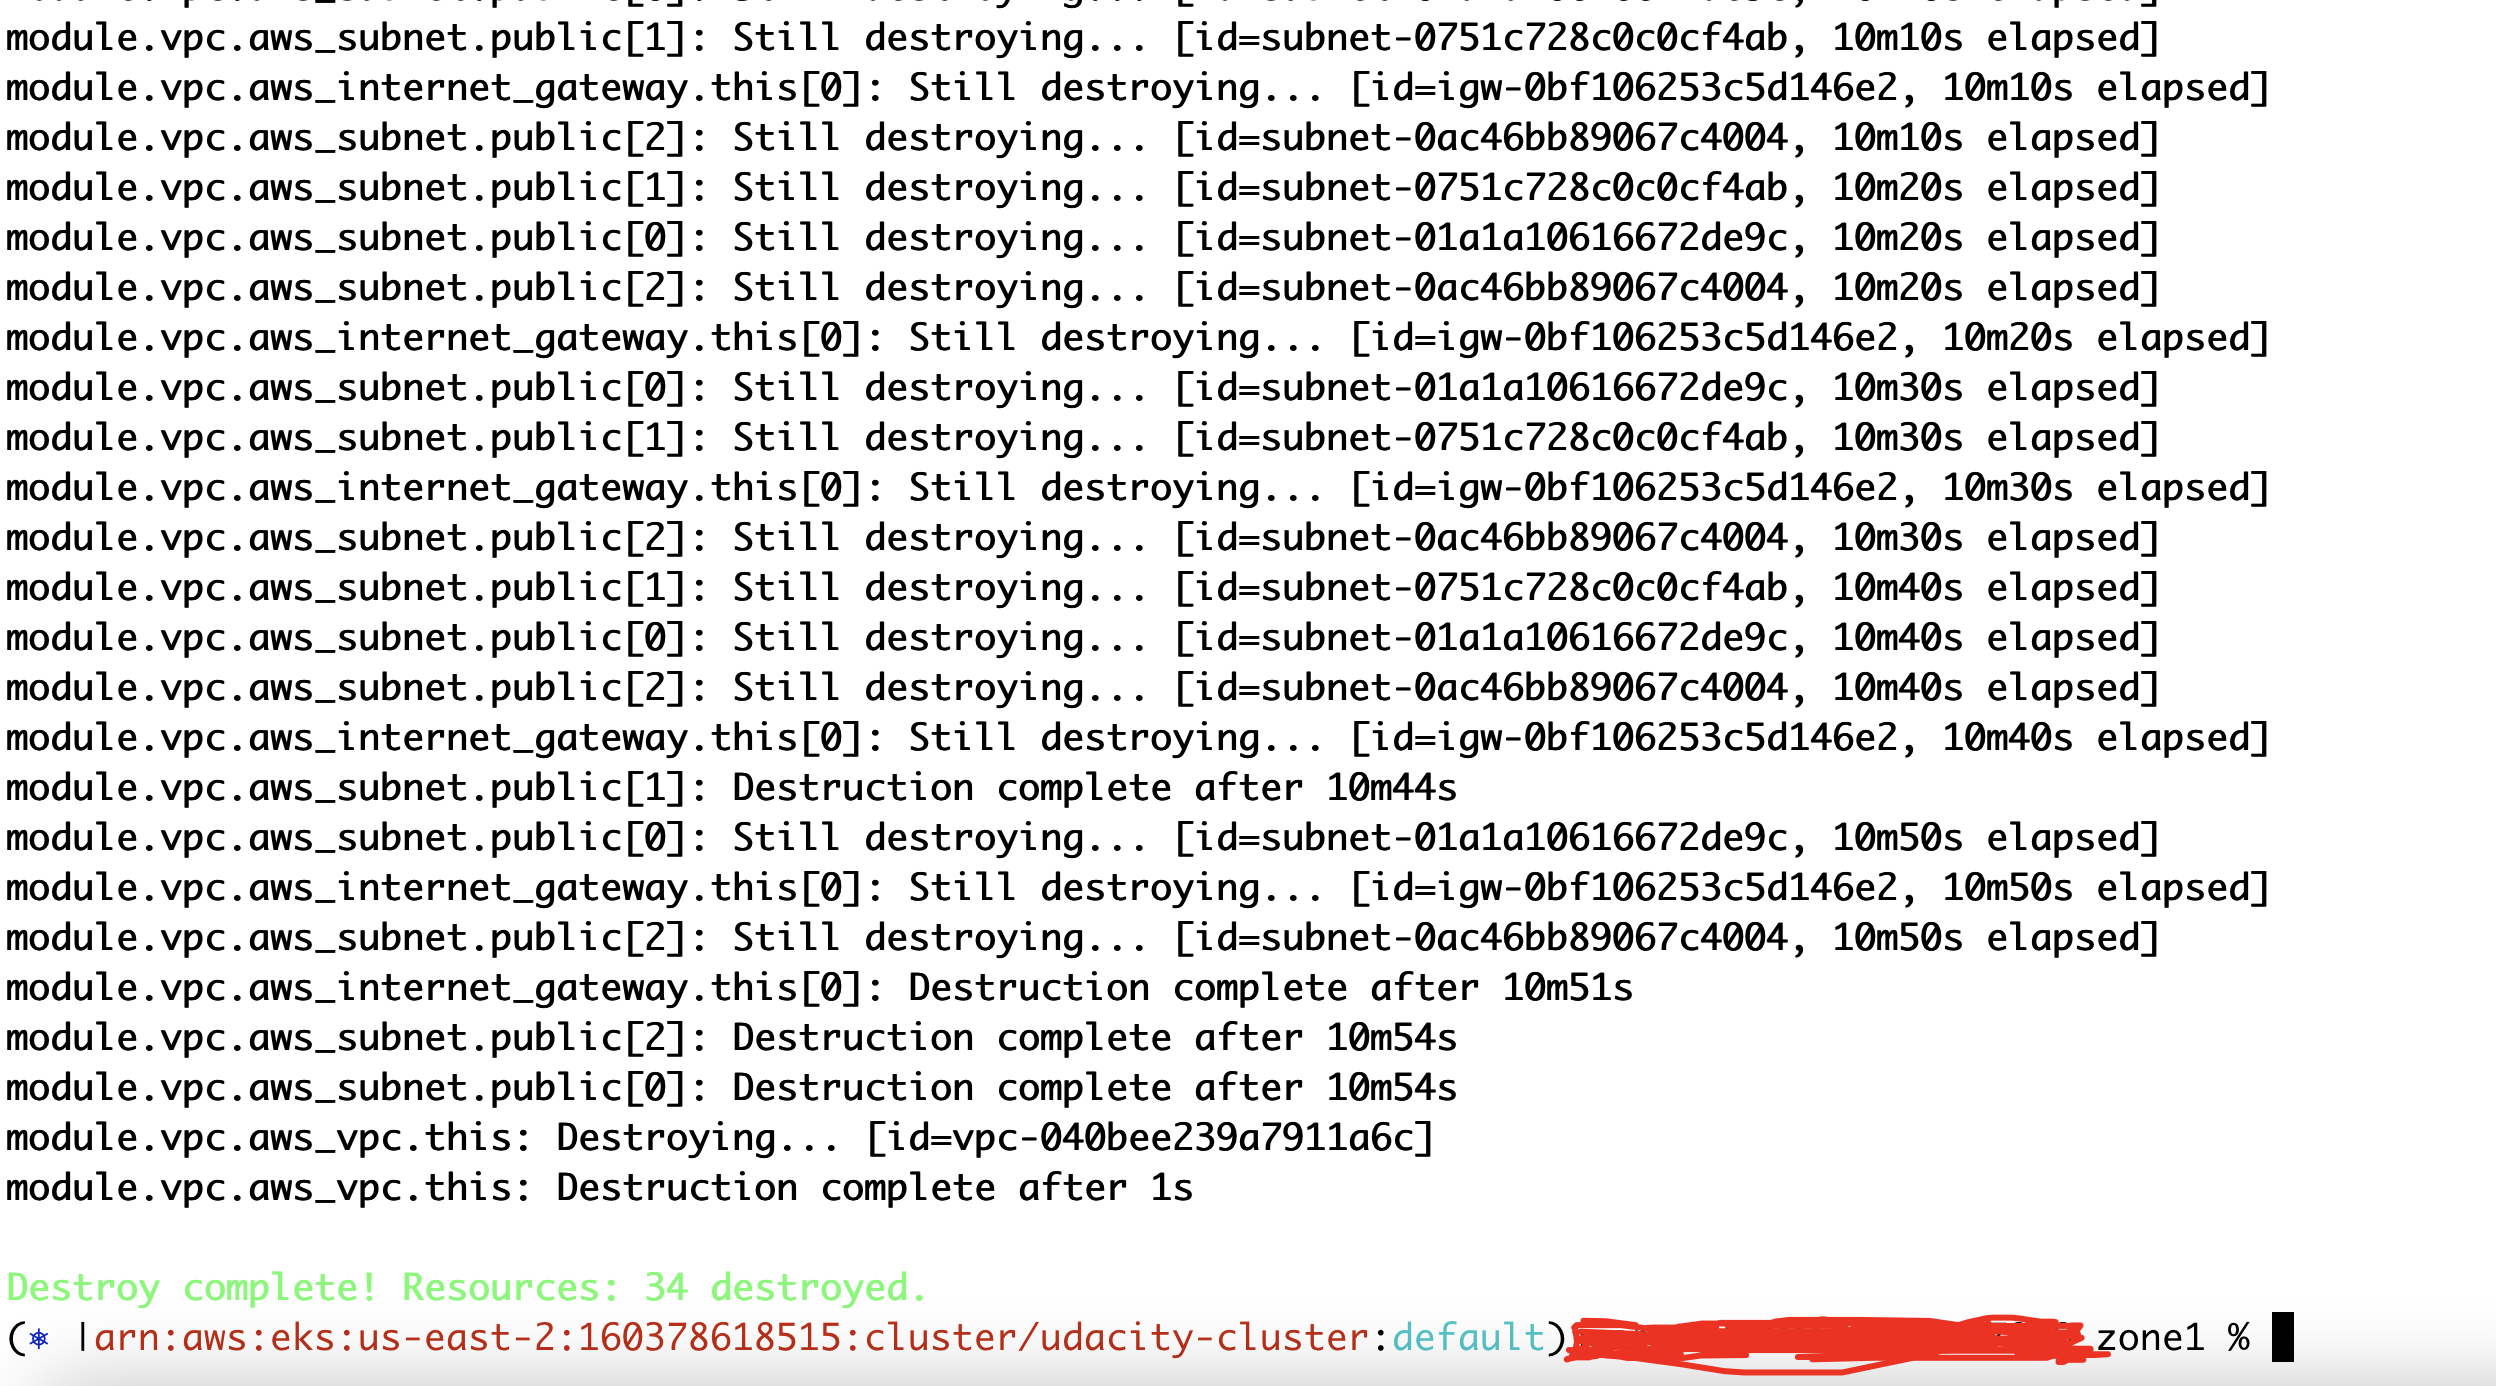 module.vpc.aws_subnet.public[1]: Still destroying... [id=subnet-0751c728c0c0cf4ab, 10m10s elapsed]
module.vpc.aws_internet_gateway.this[0]: Still destroying... [id=igw-0bf106253c5d146e2, 10m10s elapsed]
module.vpc.aws_subnet.public[2]: Still destroying... [id=subnet-0ac46bb89067c4004, 10m10s elapsed]
module.vpc.aws_subnet.public[1]: Still destroying... [id=subnet-0751c728c0c0cf4ab, 10m20s elapsed]
module.vpc.aws_subnet.public[0]: Still destroying... [id=subnet-01a1a10616672de9c, 10m20s elapsed]
module.vpc.aws_subnet.public[2]: Still destroying... [id=subnet-0ac46bb89067c4004, 10m20s elapsed]
module.vpc.aws_internet_gateway.this[0]: Still destroying... [id=igw-0bf106253c5d146e2, 10m20s elapsed]
module.vpc.aws_subnet.public[0]: Still destroying... [id=subnet-01a1a10616672de9c, 10m30s elapsed]
module.vpc.aws_subnet.public[1]: Still destroying... [id=subnet-0751c728c0c0cf4ab, 10m30s elapsed]
module.vpc.aws_internet_gateway.this[0]: Still destroying... [id=igw-0bf106253c5d146e2, 10m30s elapsed]
module.vpc.aws_subnet.public[2]: Still destroying... [id=subnet-0ac46bb89067c4004, 10m30s elapsed]
module.vpc.aws_subnet.public[1]: Still destroying... [id=subnet-0751c728c0c0cf4ab, 10m40s elapsed]
module.vpc.aws_subnet.public[0]: Still destroying... [id=subnet-01a1a10616672de9c, 10m40s elapsed]
module.vpc.aws_subnet.public[2]: Still destroying... [id=subnet-0ac46bb89067c4004, 10m40s elapsed]
module.vpc.aws_internet_gateway.this[0]: Still destroying... [id=igw-0bf106253c5d146e2, 10m40s elapsed]
module.vpc.aws_subnet.public[1]: Destruction complete after 10m44s
module.vpc.aws_subnet.public[0]: Still destroying... [id=subnet-01a1a10616672de9c, 10m50s elapsed]
module.vpc.aws_internet_gateway.this[0]: Still destroying... [id=igw-0bf106253c5d146e2, 10m50s elapsed]
module.vpc.aws_subnet.public[2]: Still destroying... [id=subnet-0ac46bb89067c4004, 10m50s elapsed]
module.vpc.aws_internet_gateway.this[0]: Destruction complete after 10m51s
module.vpc.aws_subnet.public[2]: Destruction complete after 10m54s
module.vpc.aws_subnet.public[0]: Destruction complete after 10m54s
module.vpc.aws_vpc.this: Destroying... [id=vpc-040bee239a7911a6c]
module.vpc.aws_vpc.this: Destruction complete after 1s
Destroy complete! Resources: 34 destroyed.
(⎈ |arn:aws:eks:us-east-2:160378618515:cluster/udacity-cluster:default) zone1 %